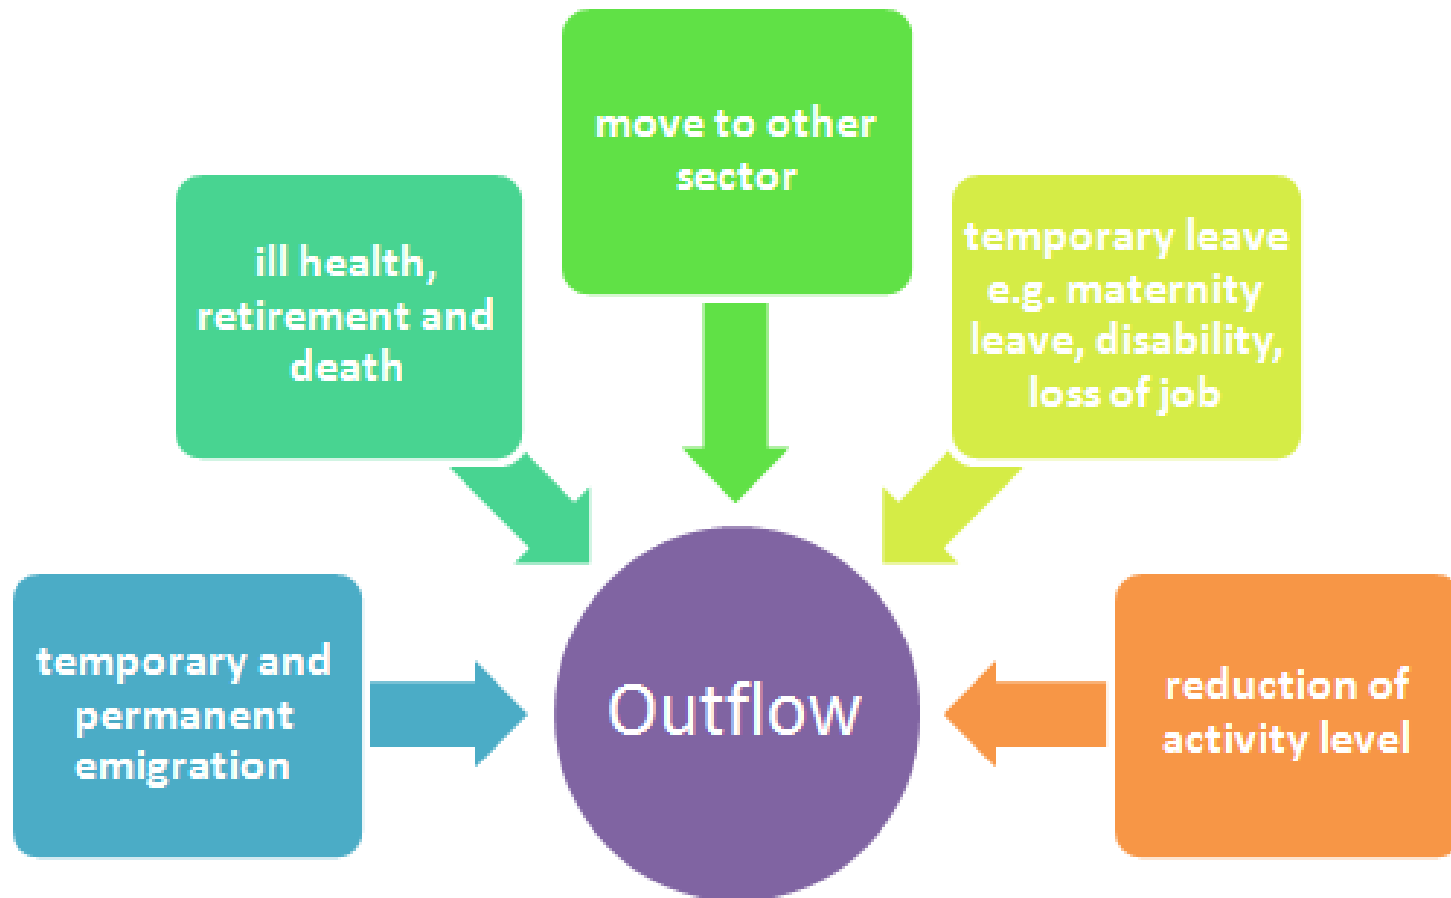 move to other
sector
ill health,
retirement and
death
temporary leave
e.g. maternity
leave, disability,
loss of job
temporary and
permanent
emigration
Outflow
reduction of
activity level